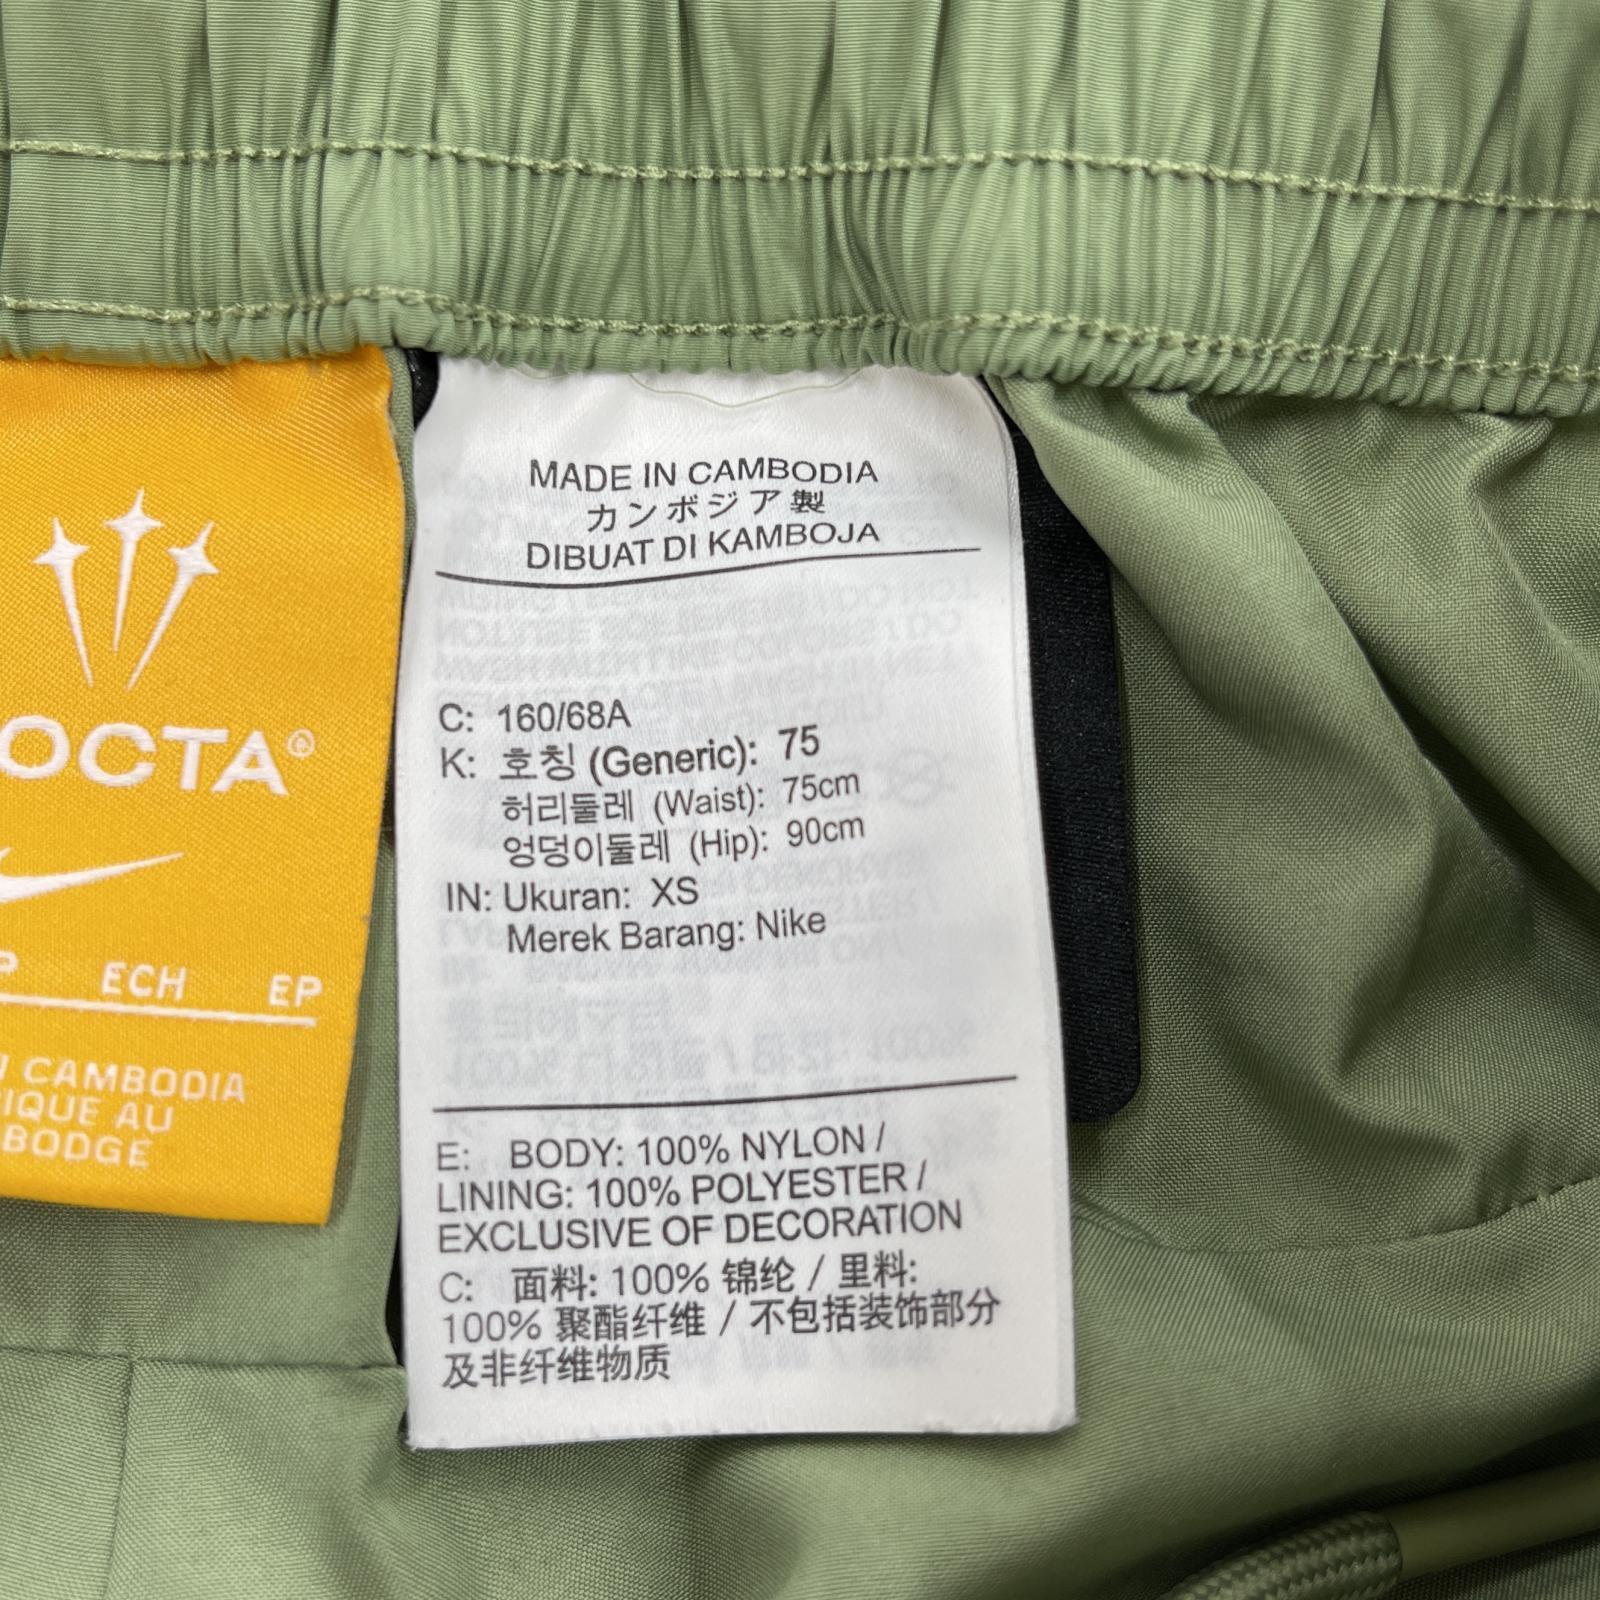 OCTA®
ECH EP
CAMBODIA
IQUE AU
BODGE
MADE IN CAMBODIA
カンボジア製
DIBUAT DI KAMBOJA
C: 160/68A
K: 호칭 (Generic): 75
허리둘레 (Waist): 75cm
엉덩이둘레 (Hip): 90cm
IN: Ukuran: XS
Merek Barang: Nike
E: BODY: 100% NYLON /
LINING: 100% POLYESTER /
EXCLUSIVE OF DECORATION
C: 面料: 100% 锦纶 / 里料:
100% 聚酯纤维 / 不包括装饰部分
及非纤维物质